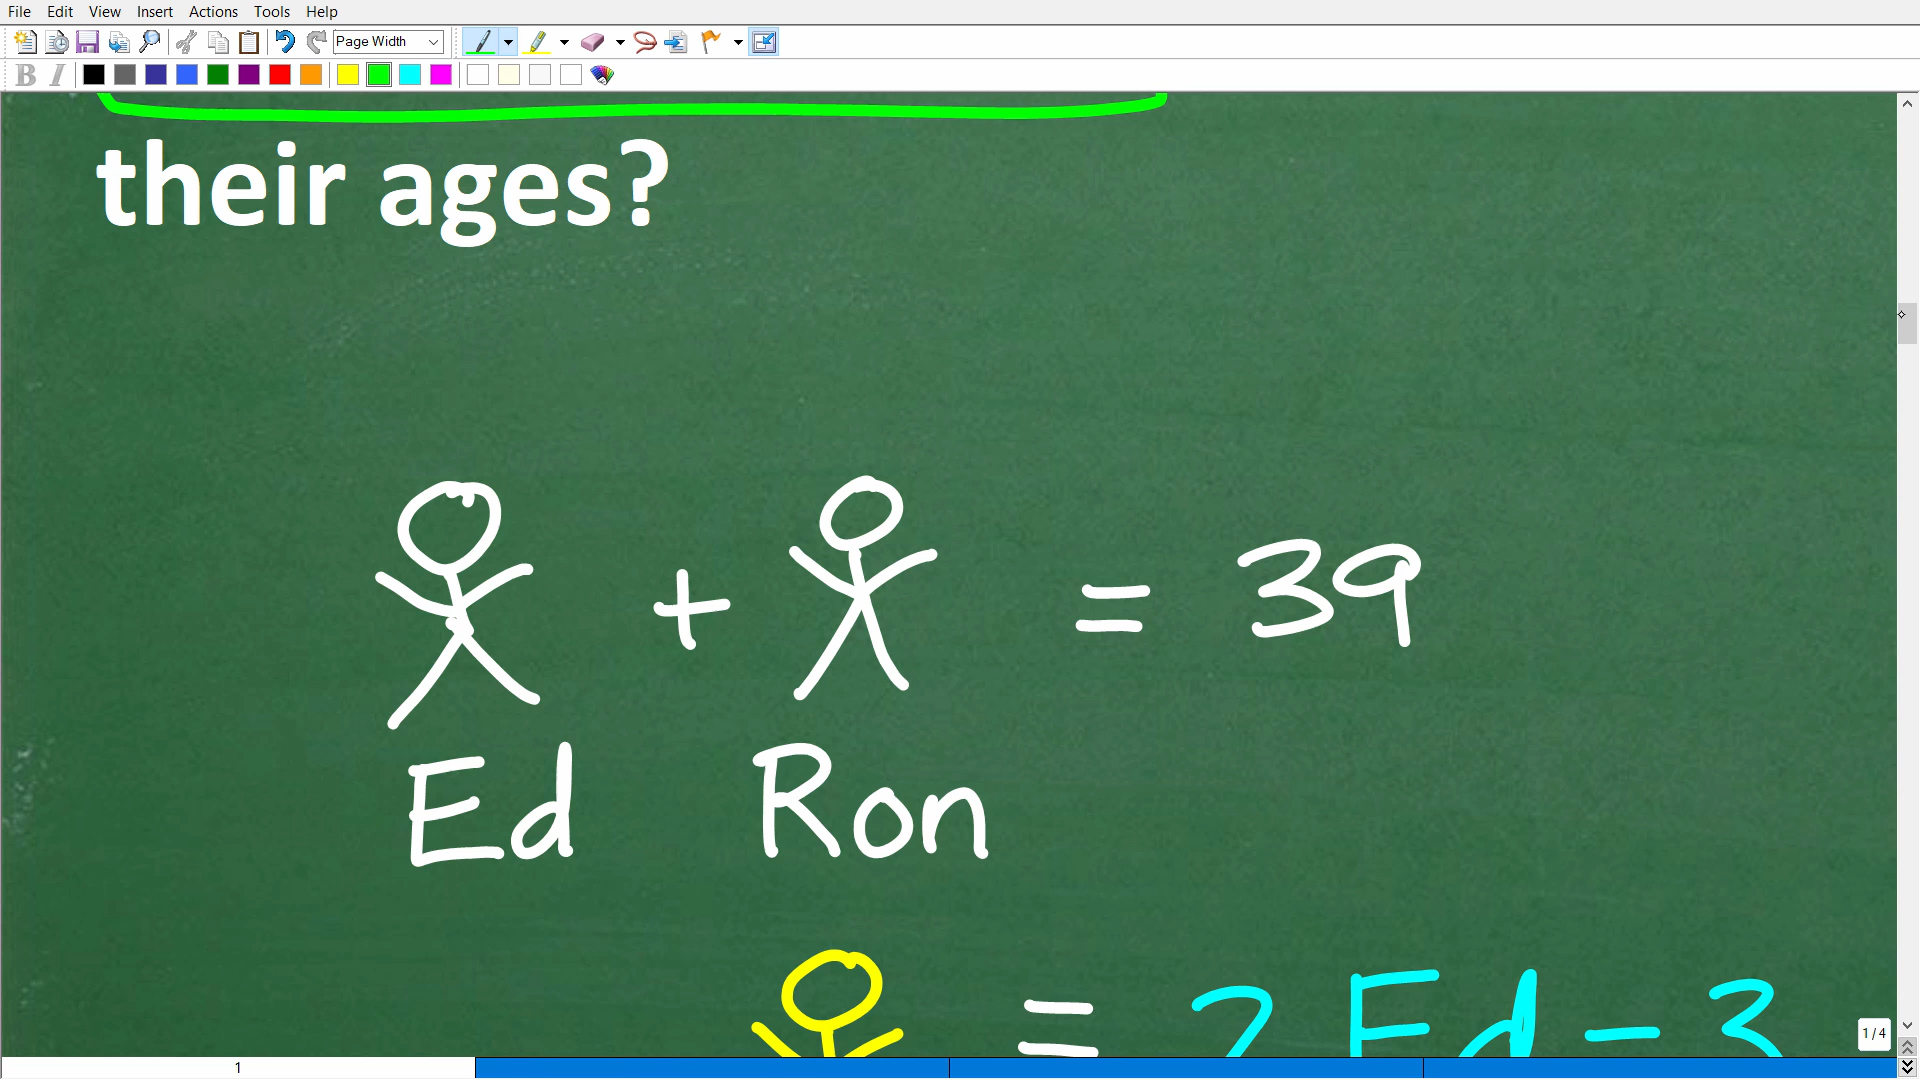 File Edit View Insert Actions Tools Help
Page Width
B I
their ages?
+ = 39
Ed Ron
= 2 Ed - 3
1 / 4
1